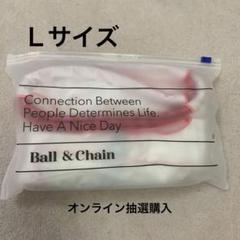 Lサイズ
Connection Between
People Determines Life.
Have A Nice Day
Ball & Chain
オンライン抽選購入